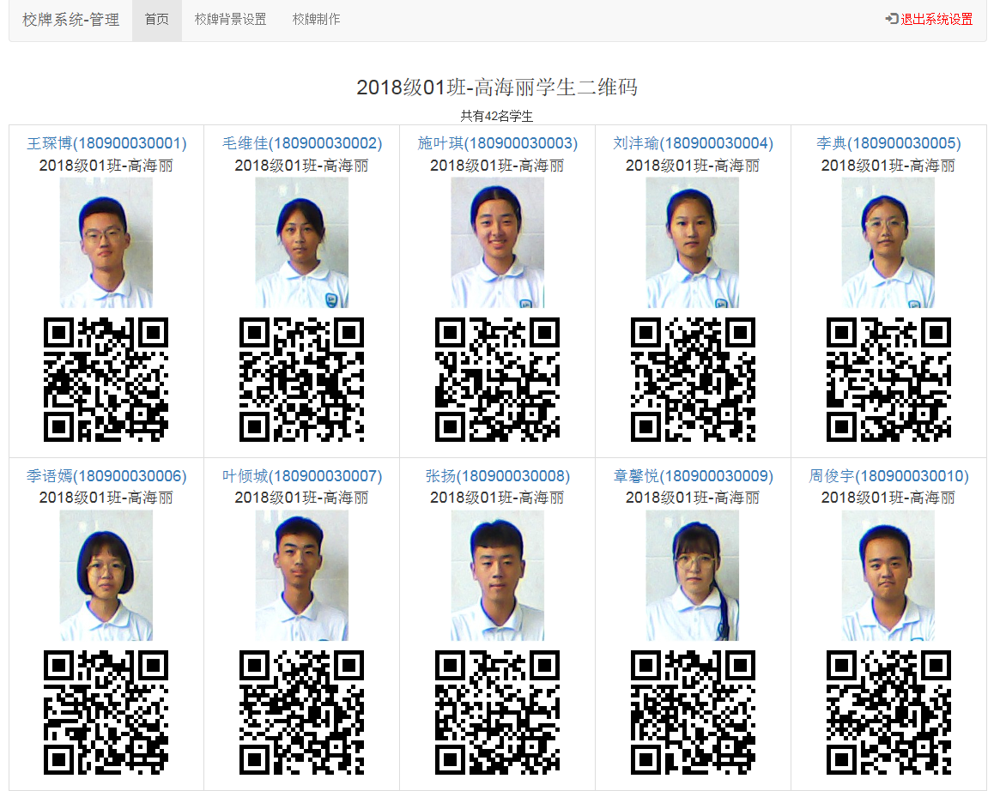 校牌系统-管理 首页 校牌背景设置 校牌制作 退出系统设置
2018级01班-高海丽学生二维码
共有42名学生
王琛博(180900030001) 毛维佳(180900030002) 施叶琪(180900030003) 刘沣瑜(180900030004) 李典(180900030005)
2018级01班-高海丽 2018级01班-高海丽 2018级01班-高海丽 2018级01班-高海丽 2018级01班-高海丽
季语嫣(180900030006) 叶倾城(180900030007) 张扬(180900030008) 章馨悦(180900030009) 周俊宇(180900030010)
2018级01班-高海丽 2018级01班-高海丽 2018级01班-高海丽 2018级01班-高海丽 2018级01班-高海丽